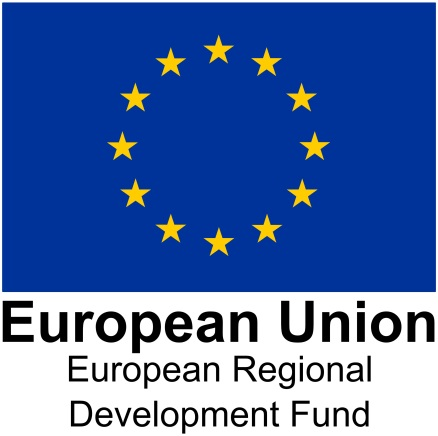 European Union
European Regional
Development Fund